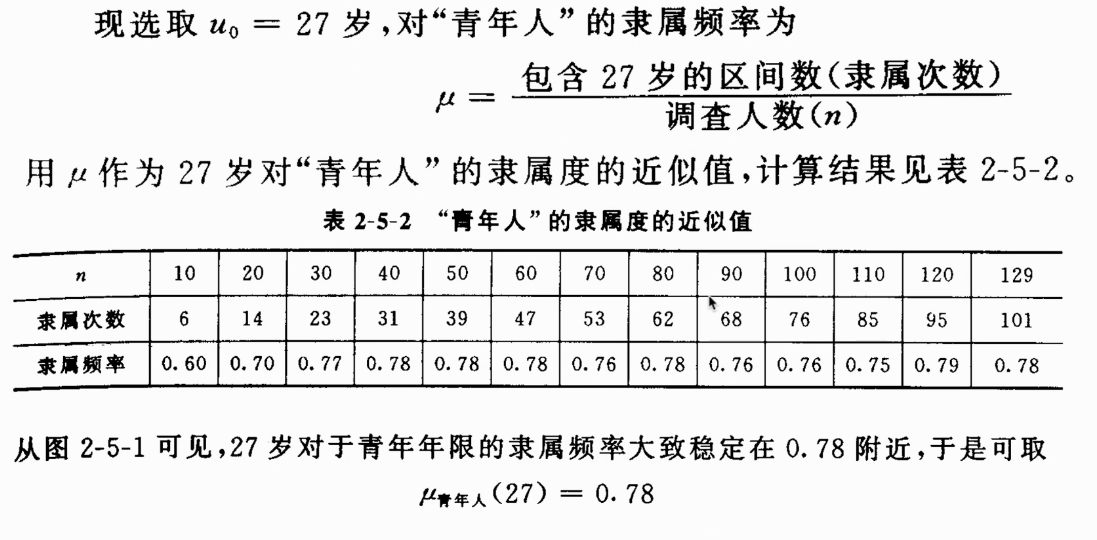 现选取 u₀ = 27 岁,对“青年人”的隶属频率为
μ = 包含 27 岁的区间数(隶属次数)
调查人数(n)
用 μ 作为 27 岁对“青年人”的隶属度的近似值,计算结果见表 2-5-2。
表 2-5-2 “青年人”的隶属度的近似值
n 10 20 30 40 50 60 70 80 90 100 110 120 129
隶属次数 6 14 23 31 39 47 53 62 68 76 85 95 101
隶属频率 0.60 0.70 0.77 0.78 0.78 0.78 0.76 0.78 0.76 0.76 0.75 0.79 0.78
从图 2-5-1 可见,27 岁对于青年年限的隶属频率大致稳定在 0.78 附近,于是可取
μ青年人(27) = 0.78